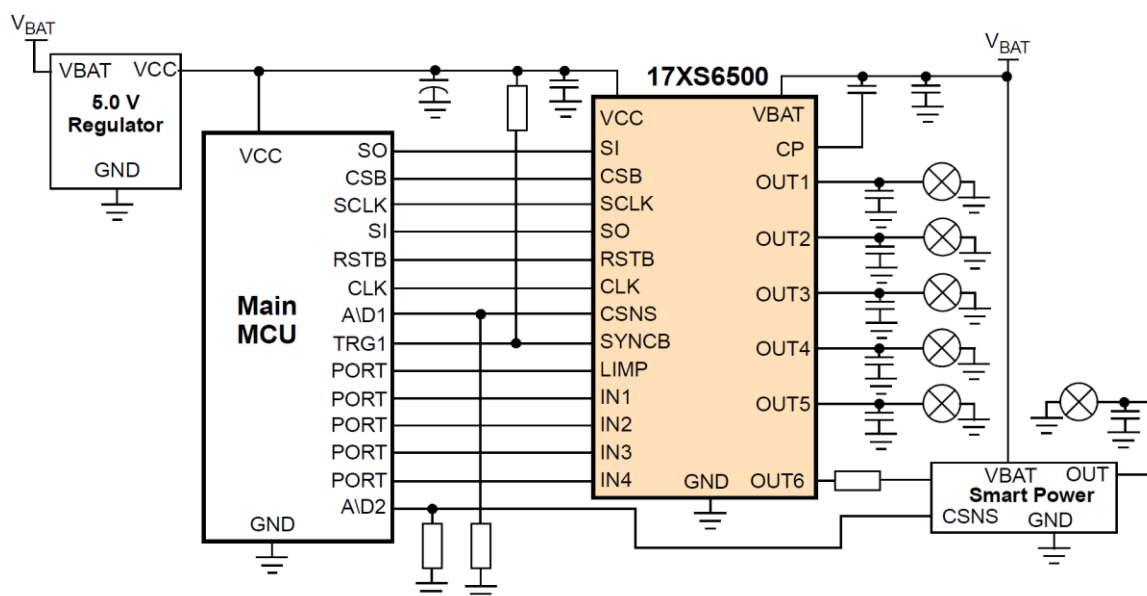 VBAT
VBAT VCC
5.0 V
Regulator
GND
VCC
SO
CSB
SCLK
SI
RSTB
CLK
A\D1
TRG1
PORT
PORT
PORT
PORT
PORT
A\D2
Main
MCU
GND
17XS6500
VCC
SI
CSB
SCLK
SO
RSTB
CLK
CSNS
SYNCB
LIMP
IN1
IN2
IN3
IN4
GND
VBAT
CP
OUT1
OUT2
OUT3
OUT4
OUT5
OUT6
VBAT
VBAT OUT
Smart Power
CSNS GND